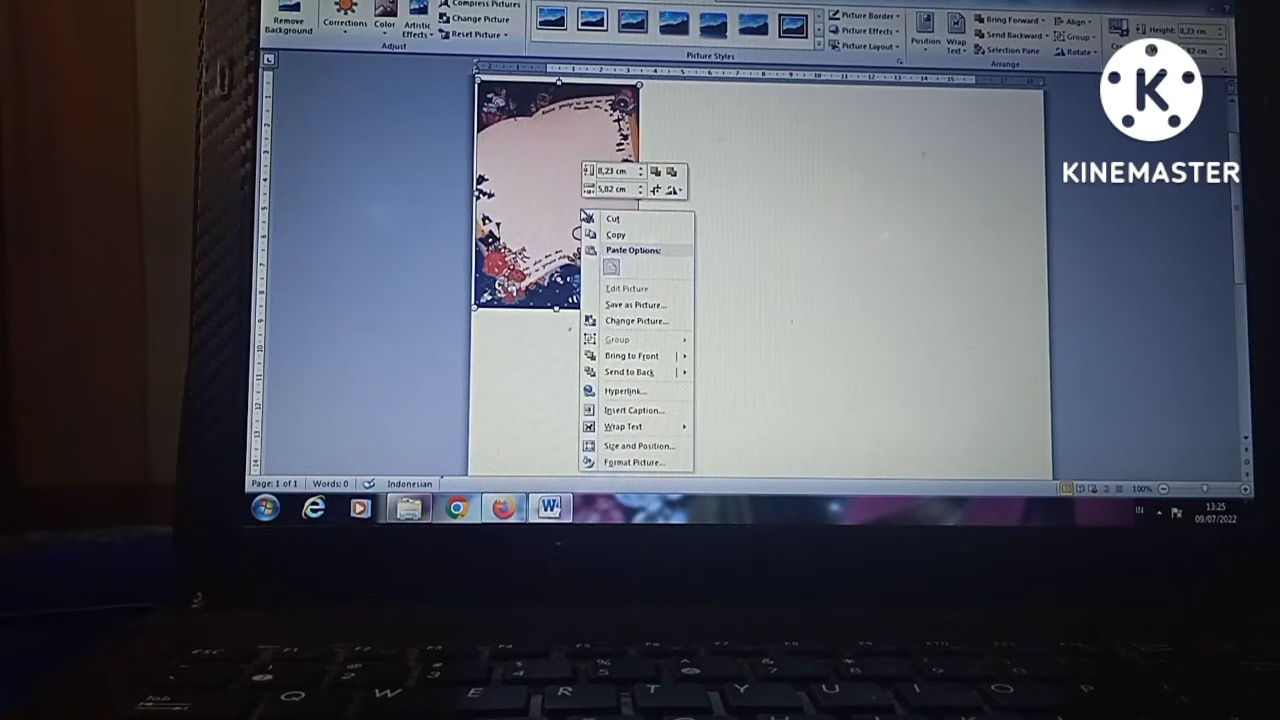 Remove
Background
Corrections
Color
Artistic
Effects
Compress Pictures
Change Picture
Reset Picture
Adjust
Picture Styles
Picture Border
Picture Effects
Picture Layout
Position
Wrap
Text
Bring Forward
Send Backward
Selection Pane
Align
Group
Rotate
Arrange
Height: 8,23 cm
K
KINEMASTER
8,23 cm
5,82 cm
Cut
Copy
Paste Options:
Edit Picture
Save as Picture...
Change Picture...
Group
Bring to Front
Send to Back
Hyperlink...
Insert Caption...
Wrap Text
Size and Position...
Format Picture...
Page: 1 of 1 Words: 0 Indonesian
100%
IN
13:25
09/07/2022
Q W E R T Y U I O P
Tab